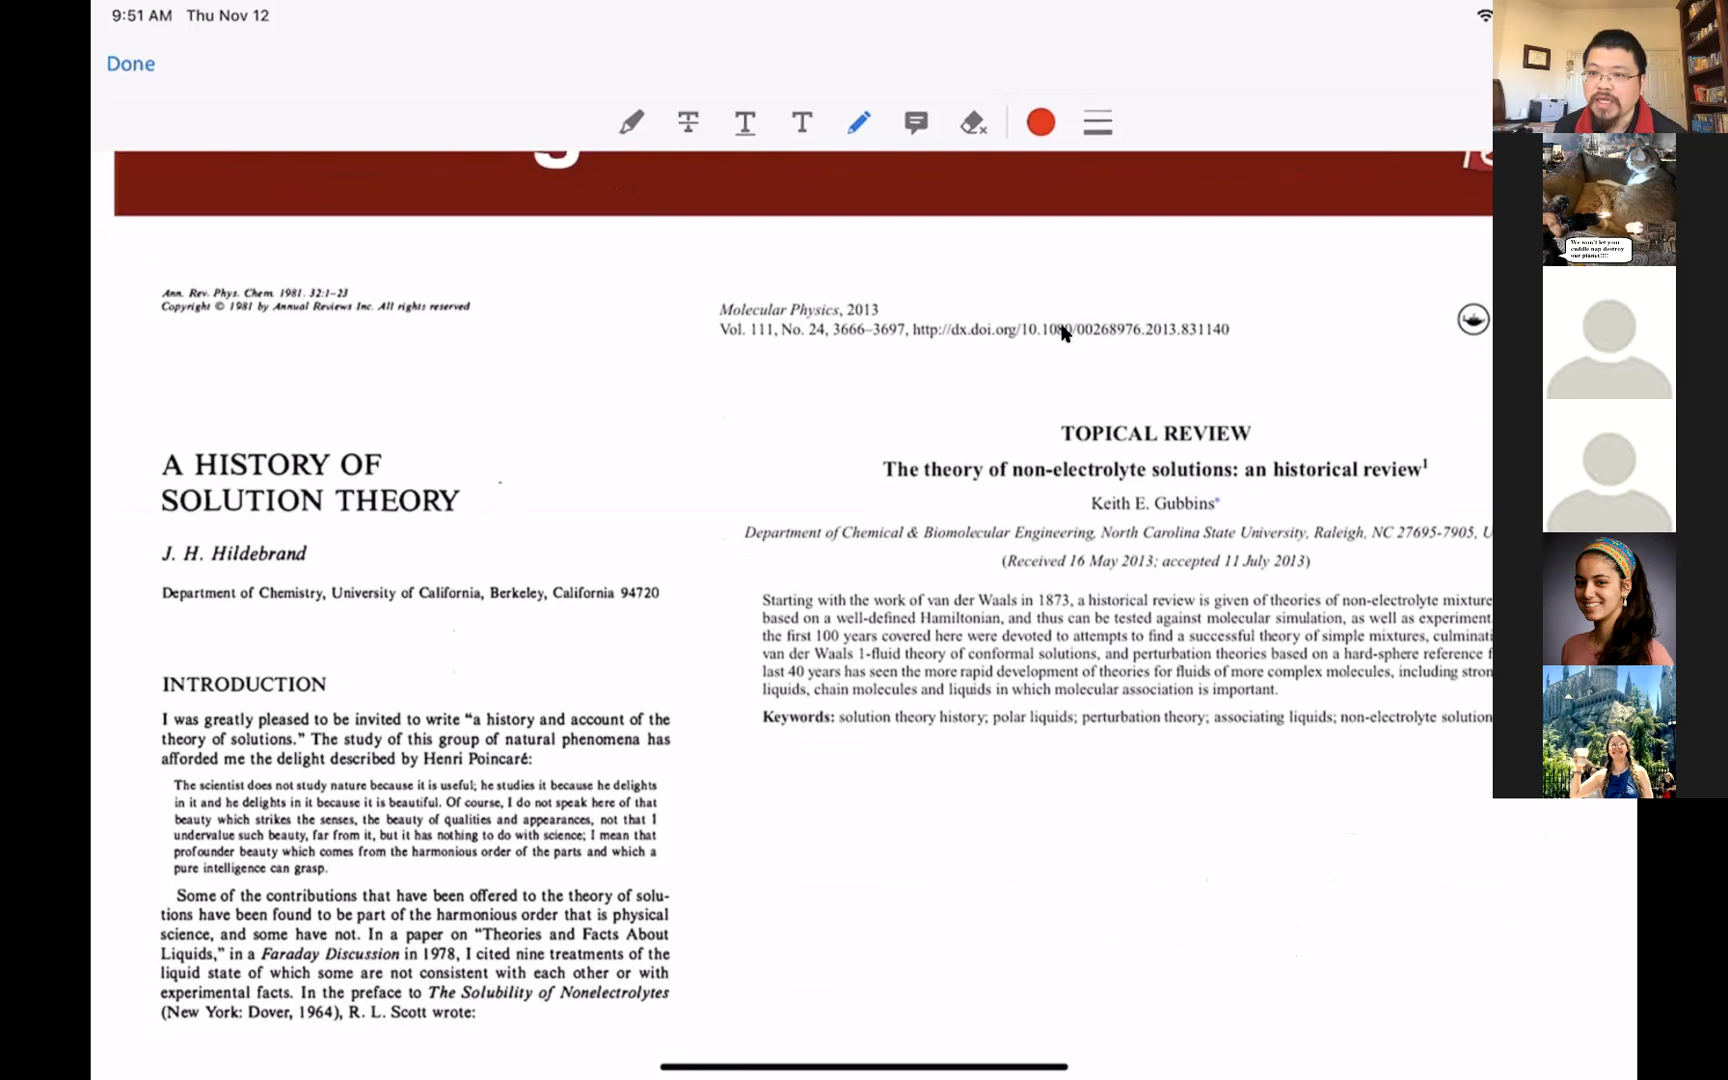 9:51 AM Thu Nov 12
Done
Ann. Rev. Phys. Chem. 1981. 32:1–23
Copyright © 1981 by Annual Reviews Inc. All rights reserved
A HISTORY OF
SOLUTION THEORY
J. H. Hildebrand
Department of Chemistry, University of California, Berkeley, California 94720
INTRODUCTION
I was greatly pleased to be invited to write “a history and account of the
theory of solutions.” The study of this group of natural phenomena has
afforded me the delight described by Henri Poincaré:
The scientist does not study nature because it is useful; he studies it because he delights
in it and he delights in it because it is beautiful. Of course, I do not speak here of that
beauty which strikes the senses, the beauty of qualities and appearances, not that I
undervalue such beauty, far from it, but it has nothing to do with science; I mean that
profounder beauty which comes from the harmonious order of the parts and which a
pure intelligence can grasp.
Some of the contributions that have been offered to the theory of solu-
tions have been found to be part of the harmonious order that is physical
science, and some have not. In a paper on “Theories and Facts About
Liquids,” in a Faraday Discussion in 1978, I cited nine treatments of the
liquid state of which some are not consistent with each other or with
experimental facts. In the preface to The Solubility of Nonelectrolytes
(New York: Dover, 1964), R. L. Scott wrote:
Molecular Physics, 2013
Vol. 111, No. 24, 3666–3697, http://dx.doi.org/10.1080/00268976.2013.831140
TOPICAL REVIEW
The theory of non-electrolyte solutions: an historical review¹
Keith E. Gubbins*
Department of Chemical & Biomolecular Engineering, North Carolina State University, Raleigh, NC 27695-7905, U
(Received 16 May 2013; accepted 11 July 2013)
Starting with the work of van der Waals in 1873, a historical review is given of theories of non-electrolyte mixture
based on a well-defined Hamiltonian, and thus can be tested against molecular simulation, as well as experiment.
the first 100 years covered here were devoted to attempts to find a successful theory of simple mixtures, culminati
van der Waals 1-fluid theory of conformal solutions, and perturbation theories based on a hard-sphere reference f
last 40 years has seen the more rapid development of theories for fluids of more complex molecules, including stron
liquids, chain molecules and liquids in which molecular association is important.
Keywords: solution theory history; polar liquids; perturbation theory; associating liquids; non-electrolyte solution
We won't let your
cuddle nap destroy
our planet!!!!